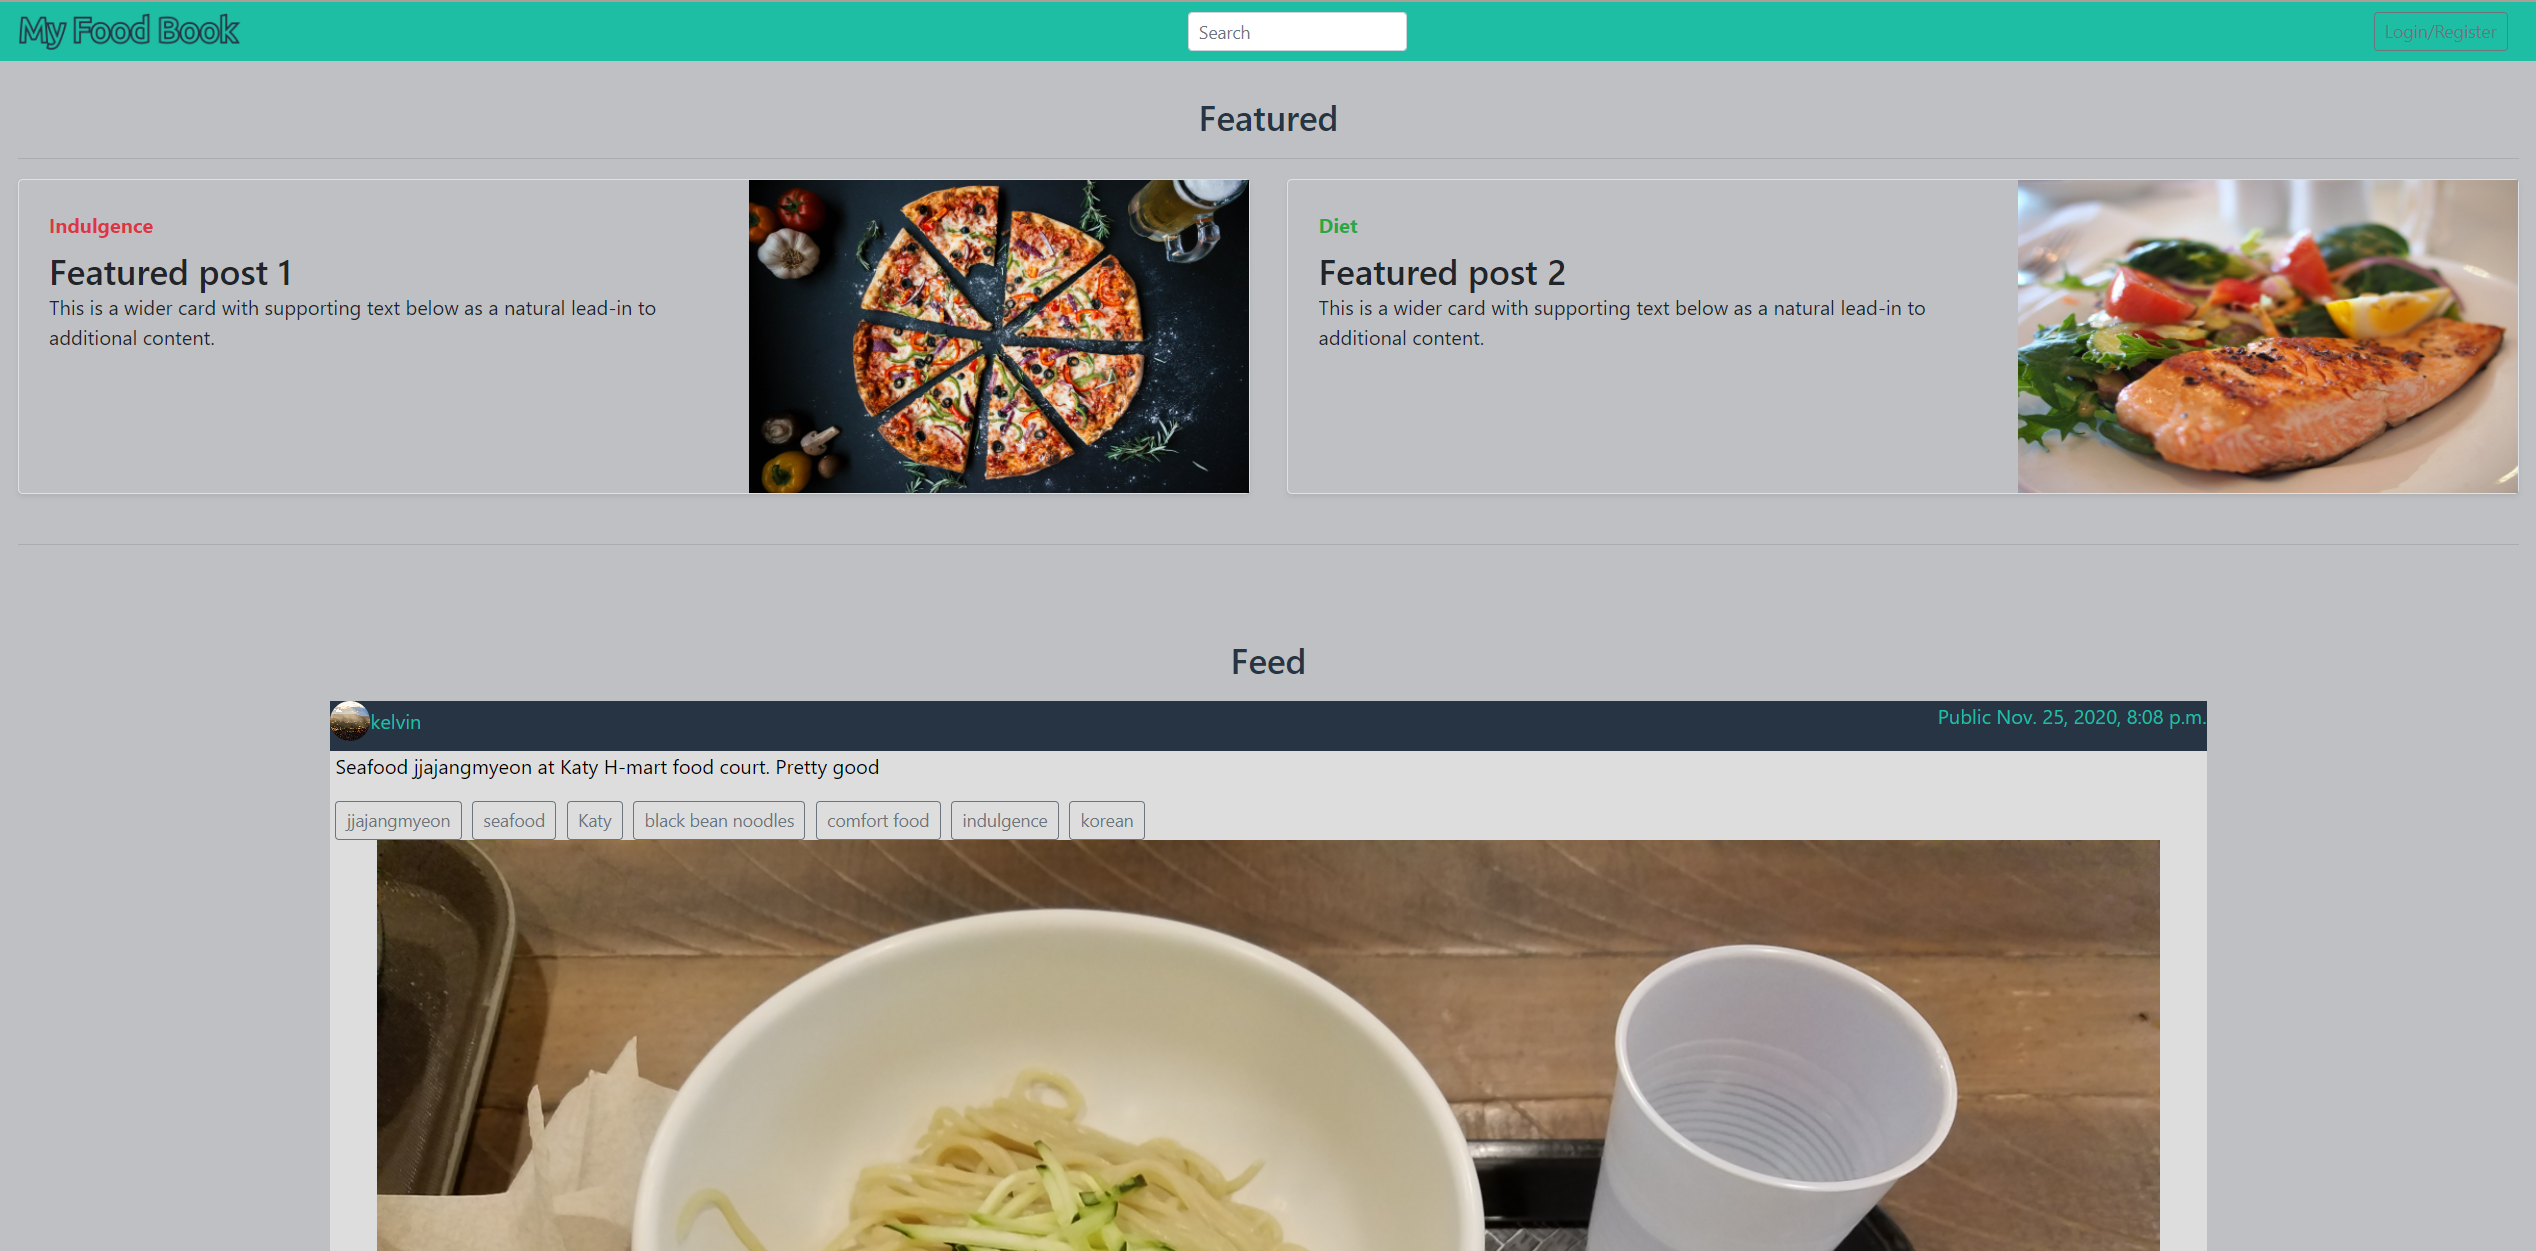 My Food Book
Search
Login/Register
Featured
Indulgence
Featured post 1
This is a wider card with supporting text below as a natural lead-in to
additional content.
Diet
Featured post 2
This is a wider card with supporting text below as a natural lead-in to
additional content.
Feed
kelvin
Public Nov. 25, 2020, 8:08 p.m.
Seafood jjajangmyeon at Katy H-mart food court. Pretty good
jjajangmyeon seafood Katy black bean noodles comfort food indulgence korean